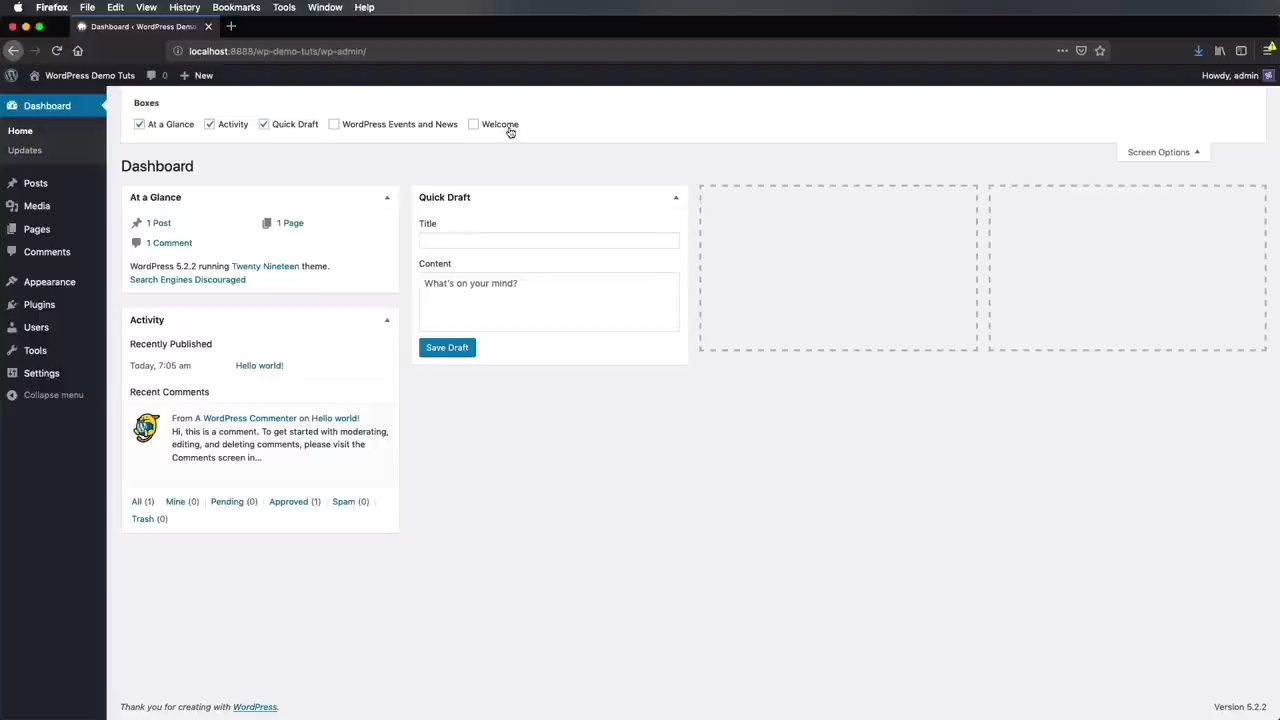 Firefox File Edit View History Bookmarks Tools Window Help
Dashboard ‹ WordPress Demo
localhost:8888/wp-demo-tuts/wp-admin/
WordPress Demo Tuts 0 New Howdy, admin
Dashboard
Home
Updates
Posts
Media
Pages
Comments
Appearance
Plugins
Users
Tools
Settings
Collapse menu
Boxes
At a Glance Activity Quick Draft WordPress Events and News Welcome
Screen Options
Dashboard
At a Glance
1 Post 1 Page
1 Comment
WordPress 5.2.2 running Twenty Nineteen theme.
Search Engines Discouraged
Activity
Recently Published
Today, 7:05 am Hello world!
Recent Comments
From A WordPress Commenter on Hello world!
Hi, this is a comment. To get started with moderating,
editing, and deleting comments, please visit the
Comments screen in...
All (1) Mine (0) | Pending (0) | Approved (1) | Spam (0) |
Trash (0)
Quick Draft
Title
Content
What's on your mind?
Save Draft
Thank you for creating with WordPress.
Version 5.2.2